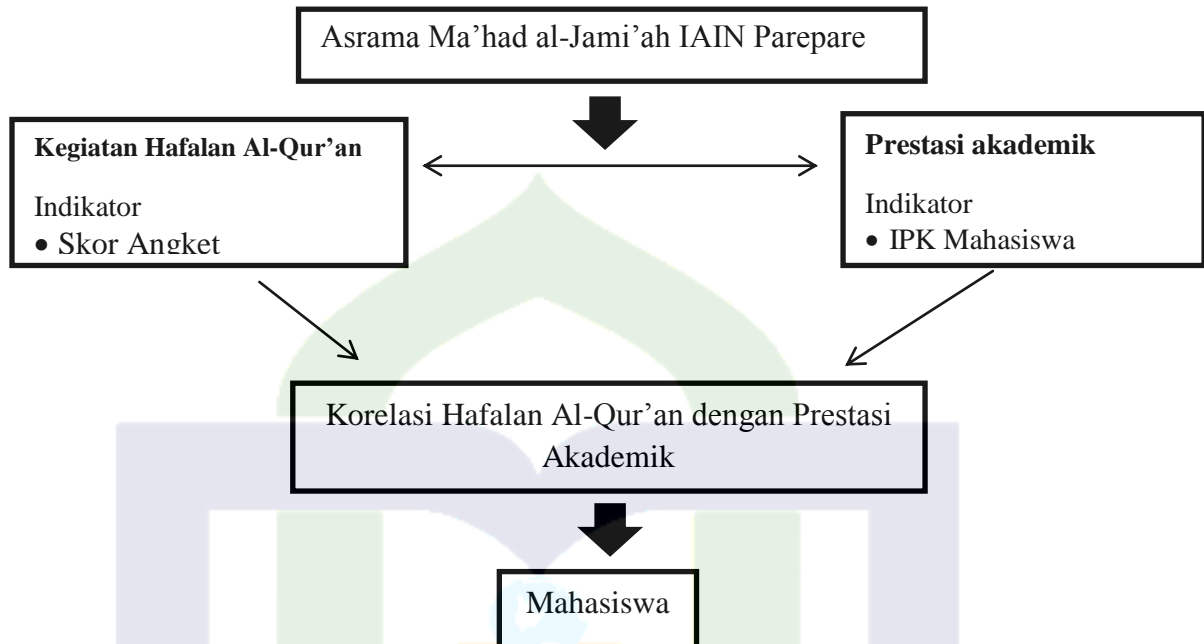 Asrama Ma’had al-Jami’ah IAIN Parepare
Kegiatan Hafalan Al-Qur’an
Indikator
• Skor Angket
Prestasi akademik
Indikator
• IPK Mahasiswa
Korelasi Hafalan Al-Qur’an dengan Prestasi
Akademik
Mahasiswa